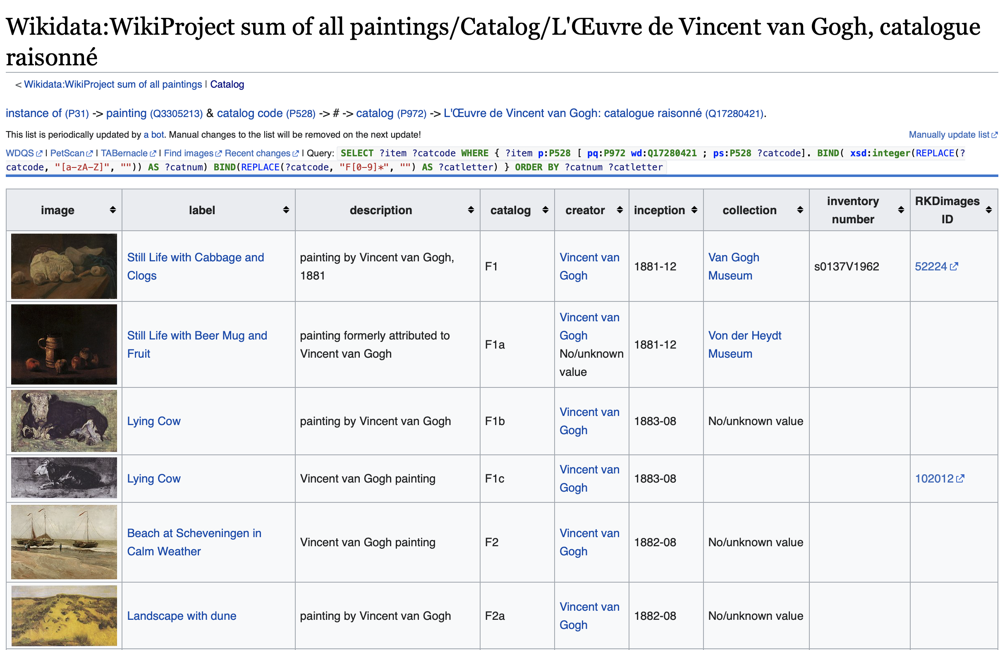 Wikidata:WikiProject sum of all paintings/Catalog/L'Œuvre de Vincent van Gogh, catalogue
raisonné
< Wikidata:WikiProject sum of all paintings | Catalog
instance of (P31) -> painting (Q3305213) & catalog code (P528) -> # -> catalog (P972) -> L'Œuvre de Vincent van Gogh: catalogue raisonné (Q17280421).
This list is periodically updated by a bot. Manual changes to the list will be removed on the next update! Manually update list
WDQS | PetScan | TABernacle | Find images Recent changes | Query: SELECT ?item ?catcode WHERE { ?item p:P528 [ pq:P972 wd:Q17280421 ; ps:P528 ?catcode]. BIND( xsd:integer(REPLACE(?
catcode, "[a-zA-Z]", "")) AS ?catnum) BIND(REPLACE(?catcode, "F[0-9]*", "") AS ?catletter) } ORDER BY ?catnum ?catletter
image label description catalog creator inception collection inventory number RKDimages ID
Still Life with Cabbage and Clogs painting by Vincent van Gogh, 1881 F1 Vincent van Gogh 1881-12 Van Gogh Museum s0137V1962 52224
Still Life with Beer Mug and Fruit painting formerly attributed to Vincent van Gogh F1a Vincent van Gogh No/unknown value 1881-12 Von der Heydt Museum
Lying Cow painting by Vincent van Gogh F1b Vincent van Gogh 1883-08 No/unknown value
Lying Cow Vincent van Gogh painting F1c Vincent van Gogh 1883-08 102012
Beach at Scheveningen in Calm Weather Vincent van Gogh painting F2 Vincent van Gogh 1882-08 No/unknown value
Landscape with dune painting by Vincent van Gogh F2a Vincent van Gogh 1882-08 No/unknown value